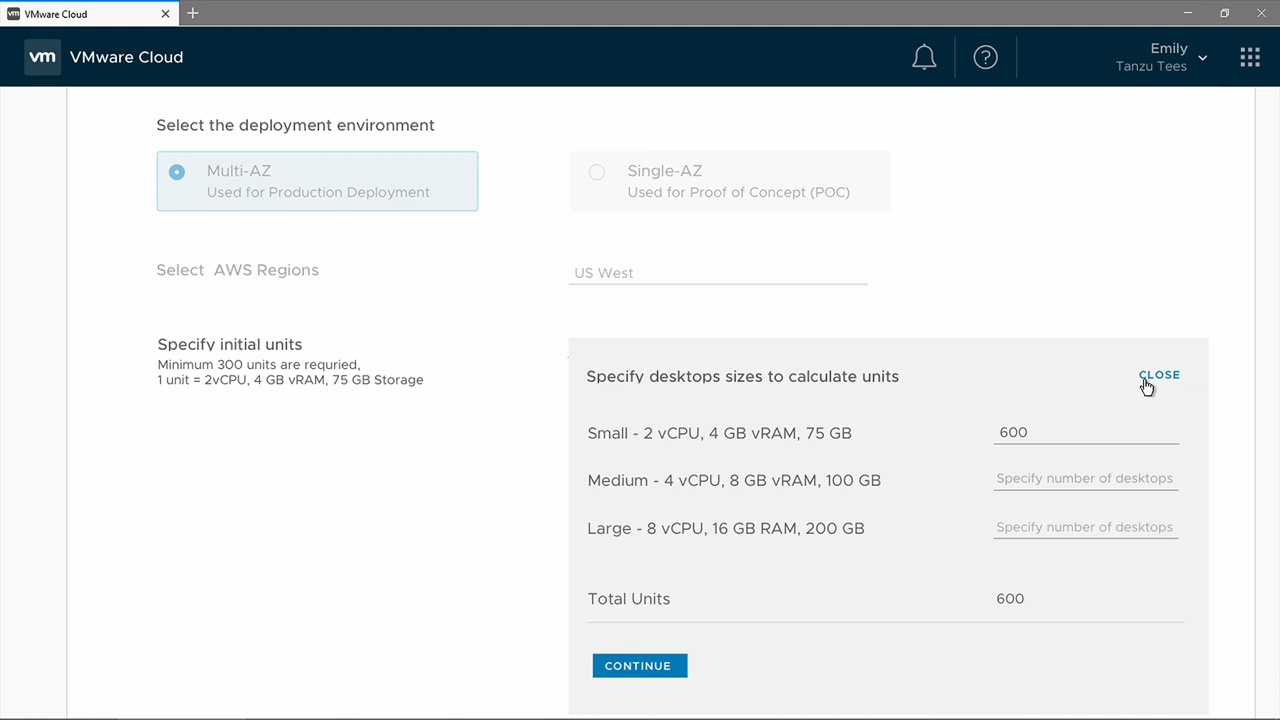 vm VMware Cloud
vm VMware Cloud
Emily
Tanzu Tees
Select the deployment environment
Multi-AZ
Used for Production Deployment
Single-AZ
Used for Proof of Concept (POC)
Select AWS Regions
US West
Specify initial units
Minimum 300 units are requried,
1 unit = 2vCPU, 4 GB vRAM, 75 GB Storage
Specify desktops sizes to calculate units
CLOSE
Small - 2 vCPU, 4 GB vRAM, 75 GB
600
Medium - 4 vCPU, 8 GB vRAM, 100 GB
Specify number of desktops
Large - 8 vCPU, 16 GB RAM, 200 GB
Specify number of desktops
Total Units
600
CONTINUE